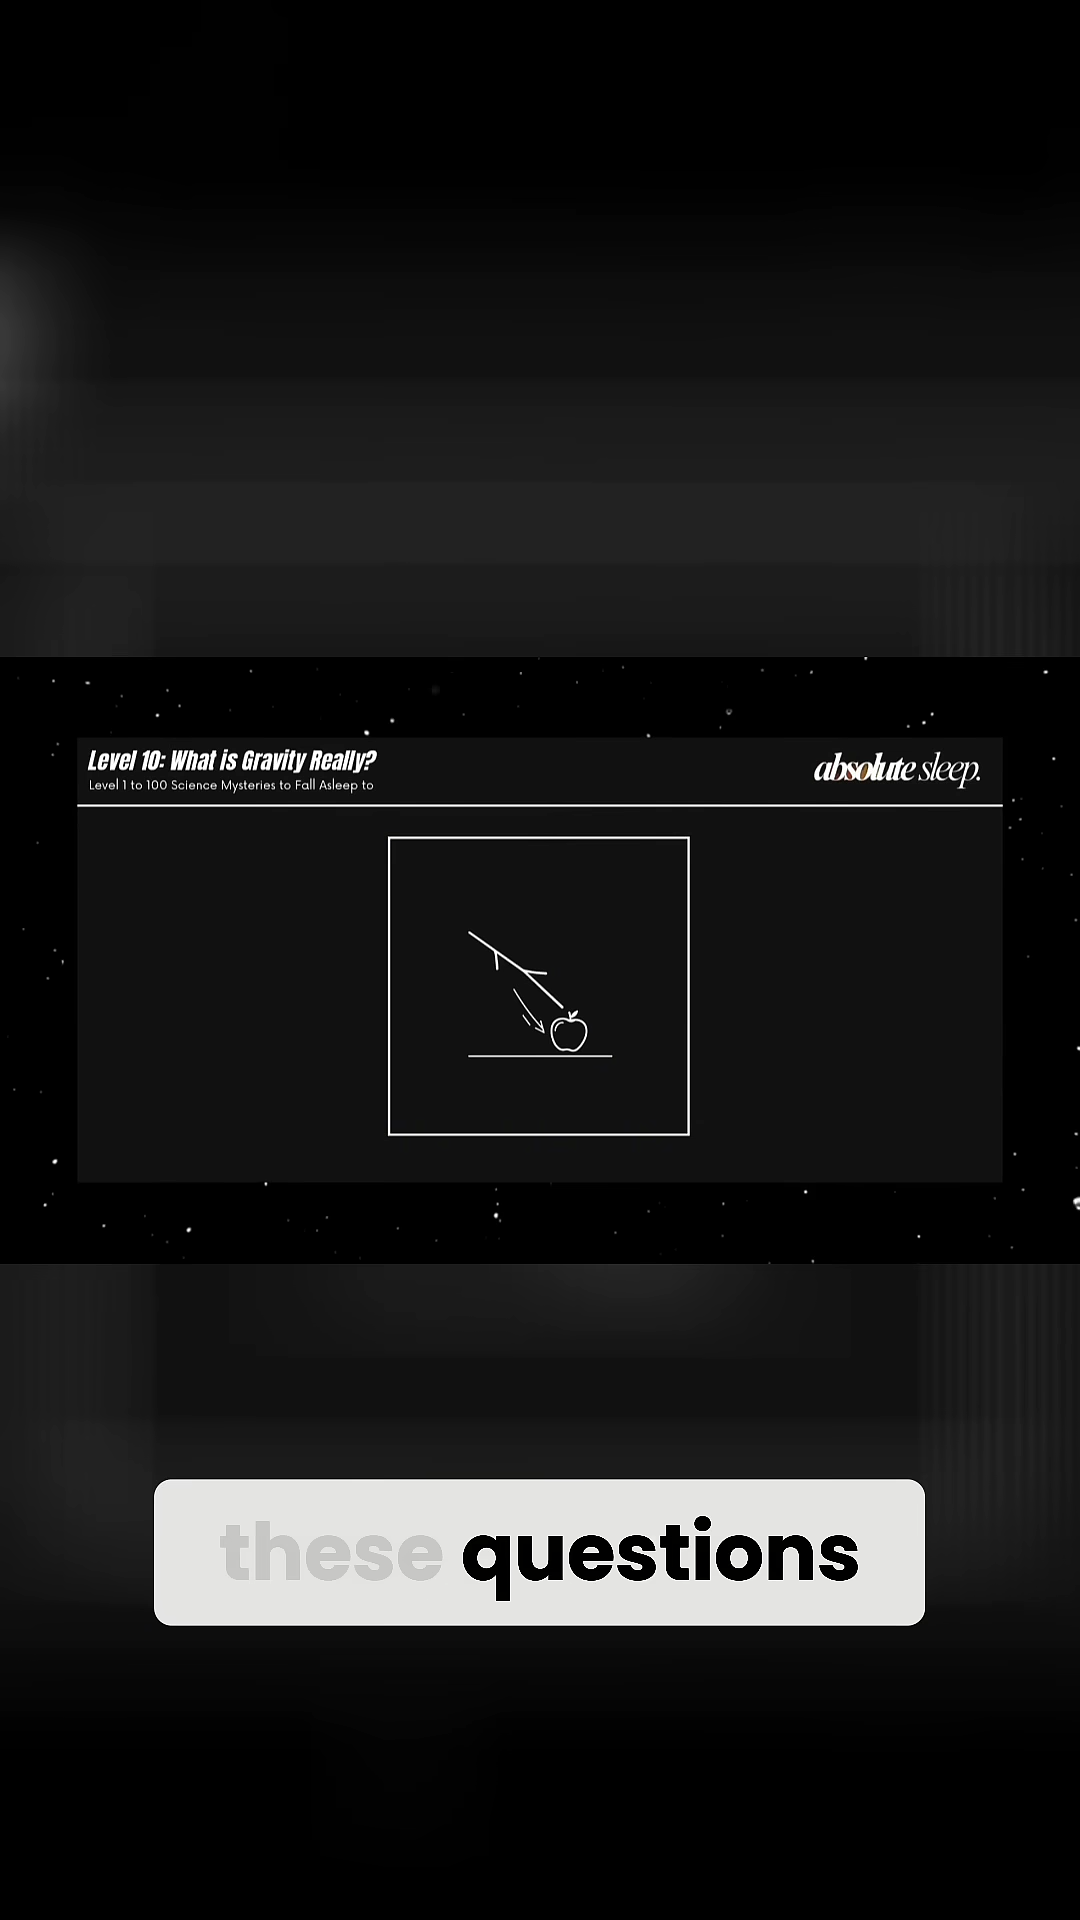 Level 10: What is Gravity Really?
Level 1 to 100 Science Mysteries to Fall Asleep to
absolute sleep.
these questions